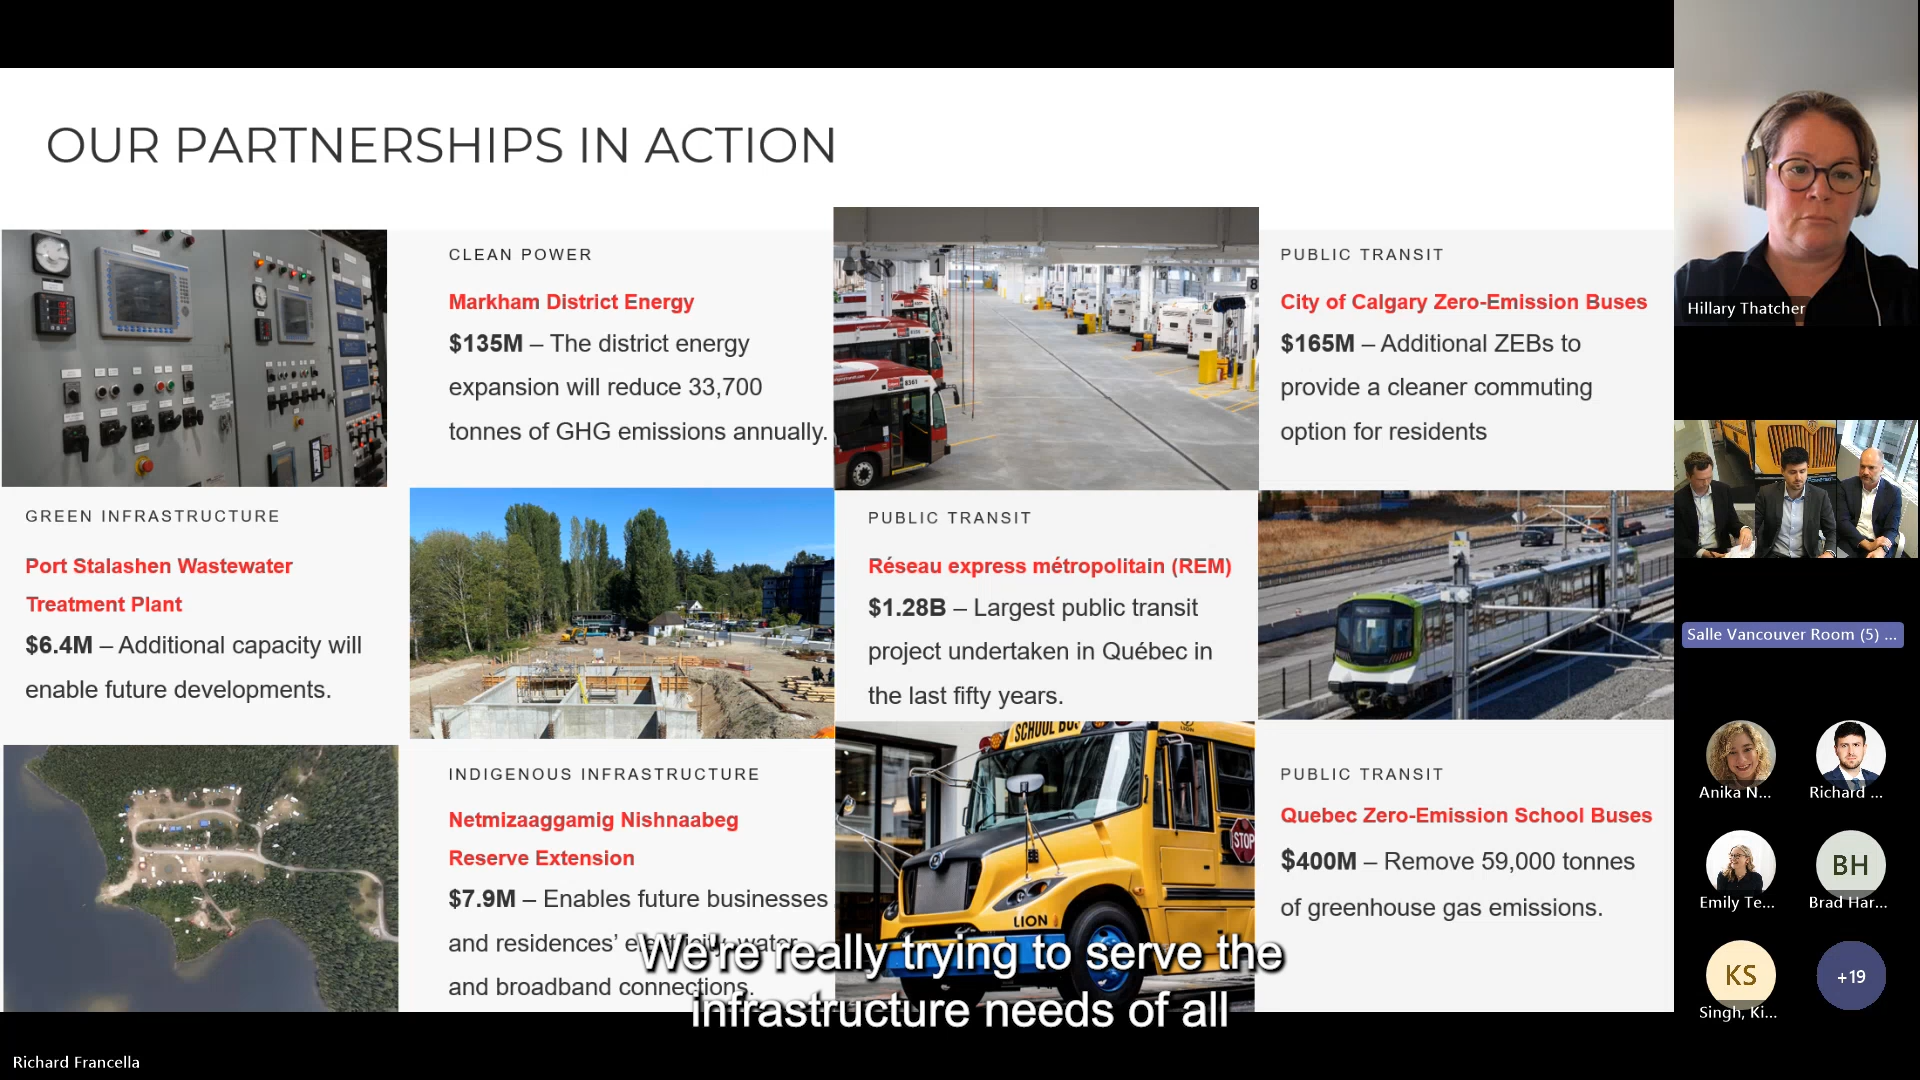 OUR PARTNERSHIPS IN ACTION
CLEAN POWER
Markham District Energy
$135M – The district energy
expansion will reduce 33,700
tonnes of GHG emissions annually.
PUBLIC TRANSIT
City of Calgary Zero-Emission Buses
$165M – Additional ZEBs to
provide a cleaner commuting
option for residents
GREEN INFRASTRUCTURE
Port Stalashen Wastewater
Treatment Plant
$6.4M – Additional capacity will
enable future developments.
PUBLIC TRANSIT
Réseau express métropolitain (REM)
$1.28B – Largest public transit
project undertaken in Québec in
the last fifty years.
INDIGENOUS INFRASTRUCTURE
Netmizaaggamig Nishnaabeg
Reserve Extension
$7.9M – Enables future businesses
and residences’ electricity, water
and broadband connections.
SCHOOL BUS
LION
STOP
PUBLIC TRANSIT
Quebec Zero-Emission School Buses
$400M – Remove 59,000 tonnes
of greenhouse gas emissions.
We're really trying to serve the
infrastructure needs of all
Richard Francella
Hillary Thatcher
Salle Vancouver Room (5) ...
Anika N...
Richard ...
Emily Te...
BH
Brad Har...
KS
Singh, Ki...
+19